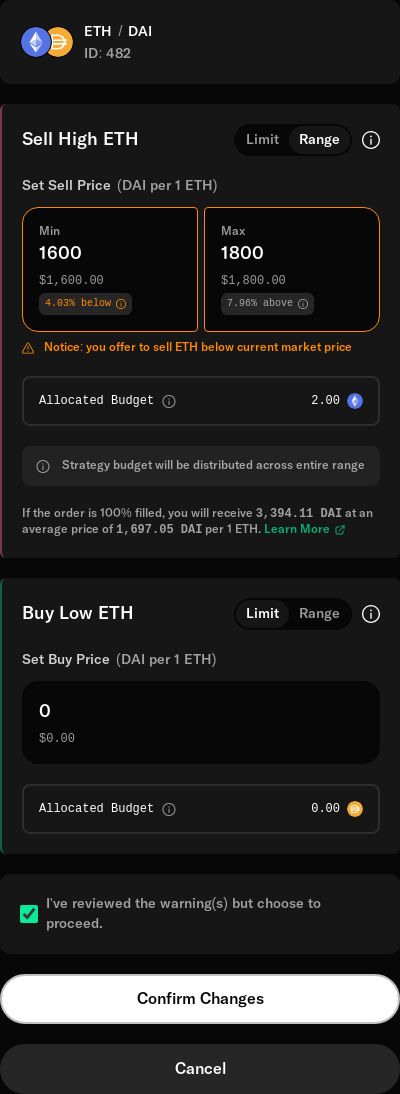 ETH / DAI
ID: 482
Sell High ETH
Limit Range
Set Sell Price (DAI per 1 ETH)
Min
1600
$1,600.00
4.03% below
Max
1800
$1,800.00
7.96% above
Notice: you offer to sell ETH below current market price
Allocated Budget 2.00
Strategy budget will be distributed across entire range
If the order is 100% filled, you will receive 3,394.11 DAI at an
average price of 1,697.05 DAI per 1 ETH. Learn More
Buy Low ETH
Limit Range
Set Buy Price (DAI per 1 ETH)
0
$0.00
Allocated Budget 0.00
I've reviewed the warning(s) but choose to
proceed.
Confirm Changes
Cancel